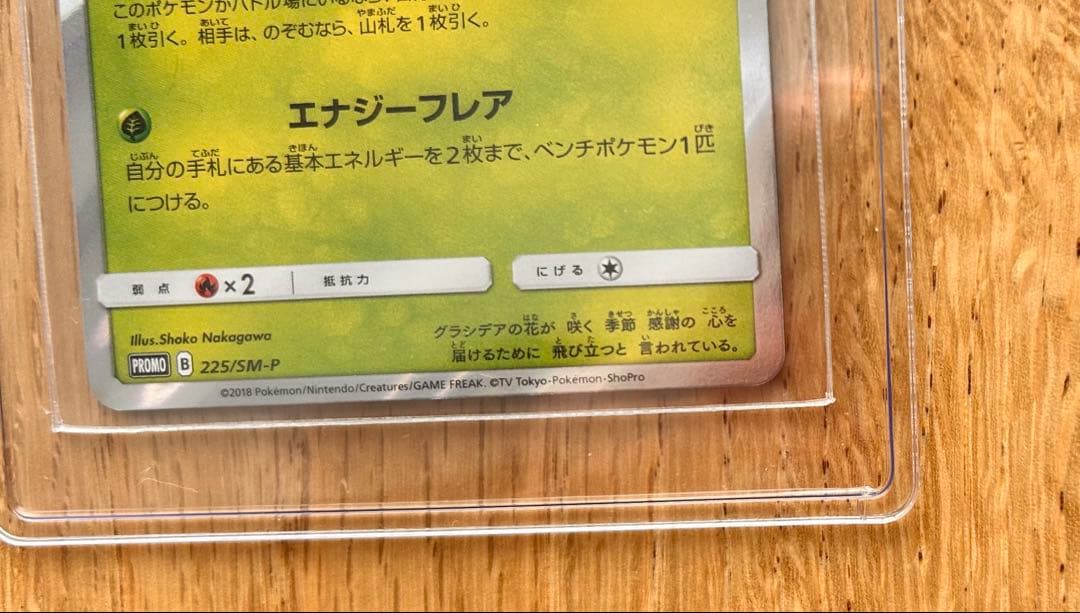 このポケモンがバトル場にいるなら
1枚引く。相手は、のぞむなら、山札を1枚引く。
エナジーフレア
自分の手札にある基本エネルギーを2枚まで、ベンチポケモン1匹
につける。
弱点 ×2 抵抗力 にげる
Illus.Shoko Nakagawa
PROMO B 225/SM-P
グラシデアの花が 咲く 季節 感謝の 心を
届けるために 飛び立つと 言われている。
©2018 Pokémon/Nintendo/Creatures/GAME FREAK. ©TV Tokyo・Pokémon・ShoPro